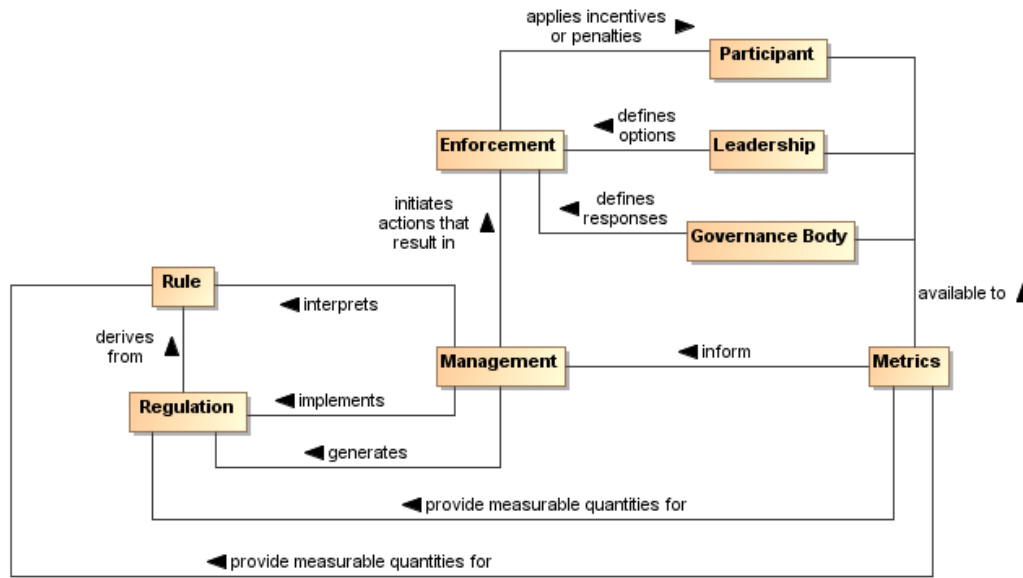 applies incentives
or penalties
Participant
defines
options
Enforcement
Leadership
initiates
actions that
result in
defines
responses
Governance Body
Rule
interprets
available to
derives
from
Management
inform
Metrics
Regulation
implements
generates
provide measurable quantities for
provide measurable quantities for